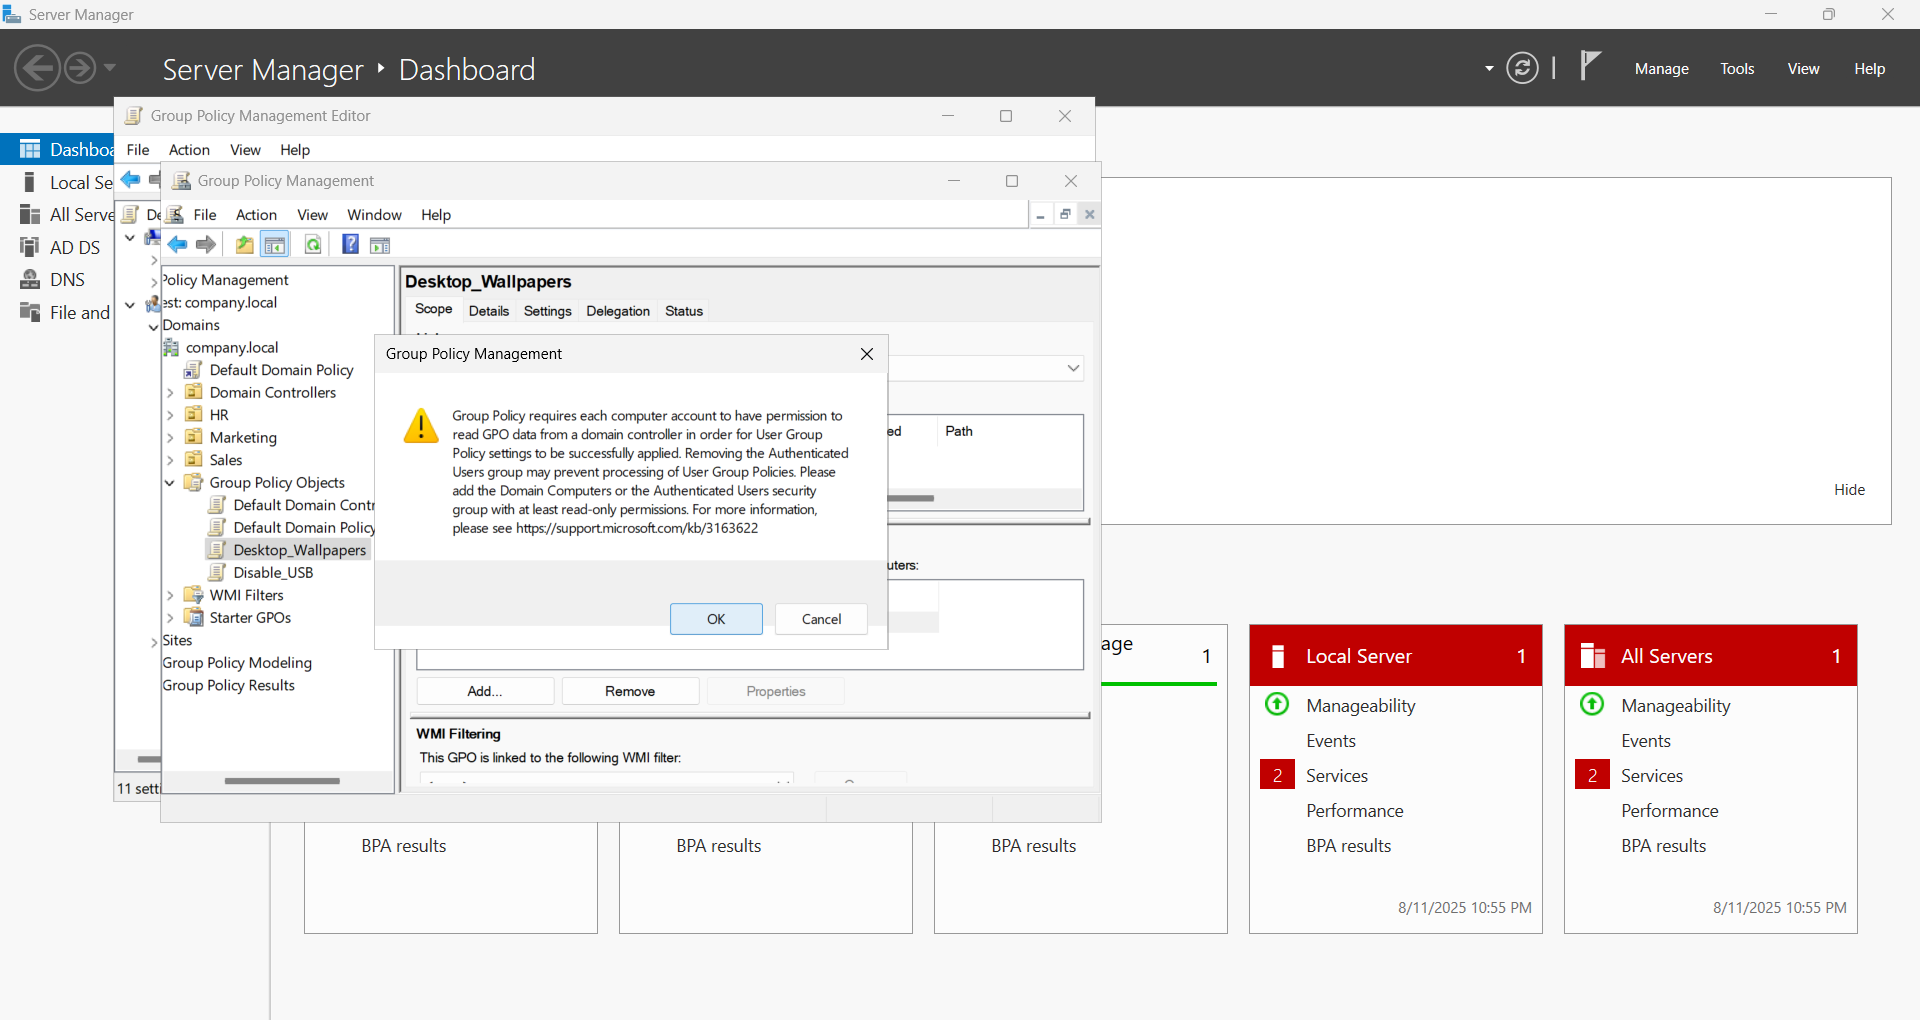 Server Manager
Server Manager ‣ Dashboard
Manage Tools View Help
Dashboa
Local Se
All Serve
AD DS
DNS
File and
Group Policy Management Editor
File Action View Help
De
11 setti
Group Policy Management
File Action View Window Help
Policy Management
est: company.local
Domains
company.local
Default Domain Policy
Domain Controllers
HR
Marketing
Sales
Group Policy Objects
Default Domain Contr
Default Domain Policy
Desktop_Wallpapers
Disable_USB
WMI Filters
Starter GPOs
Sites
Group Policy Modeling
Group Policy Results
Desktop_Wallpapers
Scope Details Settings Delegation Status
ed Path
uters:
Add... Remove Properties
WMI Filtering
This GPO is linked to the following WMI filter:
Group Policy Management
Group Policy requires each computer account to have permission to
read GPO data from a domain controller in order for User Group
Policy settings to be successfully applied. Removing the Authenticated
Users group may prevent processing of User Group Policies. Please
add the Domain Computers or the Authenticated Users security
group with at least read-only permissions. For more information,
please see https://support.microsoft.com/kb/3163622
OK Cancel
Hide
BPA results
BPA results
age 1
BPA results
Local Server 1
Manageability
Events
2 Services
Performance
BPA results
8/11/2025 10:55 PM
All Servers 1
Manageability
Events
2 Services
Performance
BPA results
8/11/2025 10:55 PM